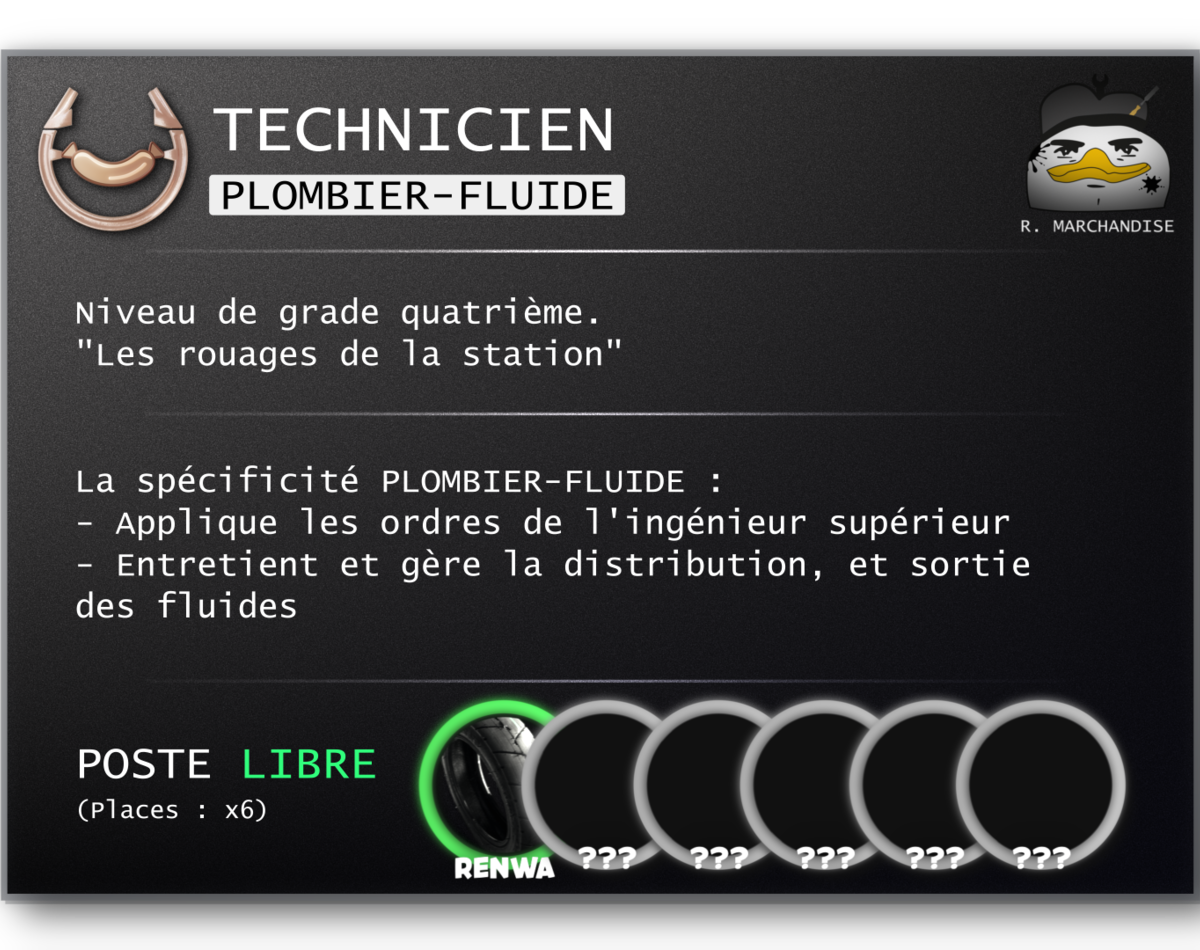 TECHNICIEN
PLOMBIER-FLUIDE
R. MARCHANDISE
Niveau de grade quatrième.
"Les rouages de la station"
La spécificité PLOMBIER-FLUIDE :
- Applique les ordres de l'ingénieur supérieur
- Entretient et gère la distribution, et sortie
des fluides
POSTE LIBRE
(Places : x6)
RENWA ??? ??? ??? ??? ???